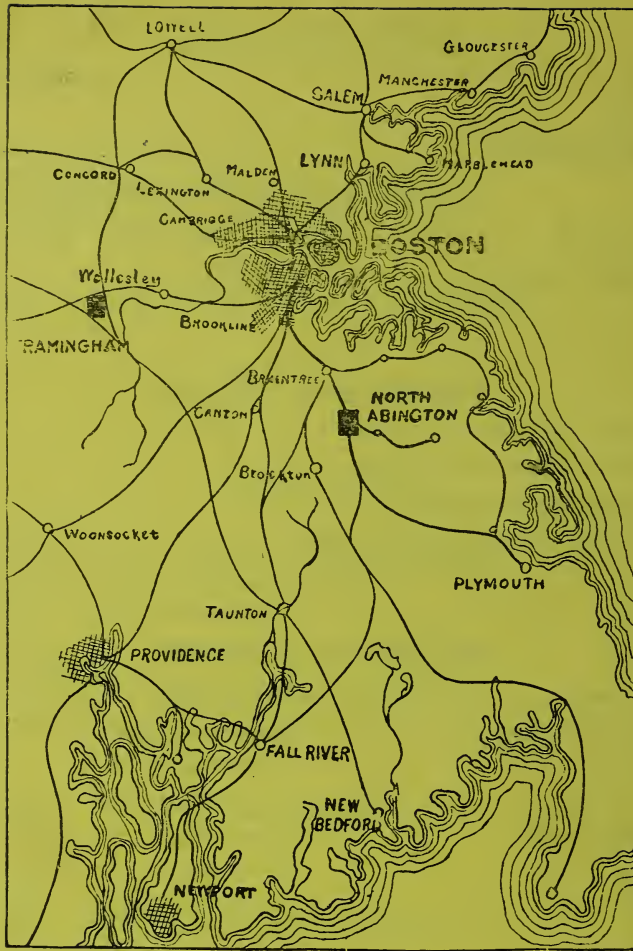 LOWELL
GLOUCESTER
MANCHESTER
SALEM
LYNN
MARBLEHEAD
MALDEN
CONCORD
LEXINGTON
CAMBRIDGE
BOSTON
Wellesley
BROOKLINE
FRAMINGHAM
BRAINTREE
NORTH
ABINGTON
CANTON
BROCKTON
WOONSOCKET
PLYMOUTH
TAUNTON
PROVIDENCE
FALL RIVER
NEW
BEDFORD
NEWPORT